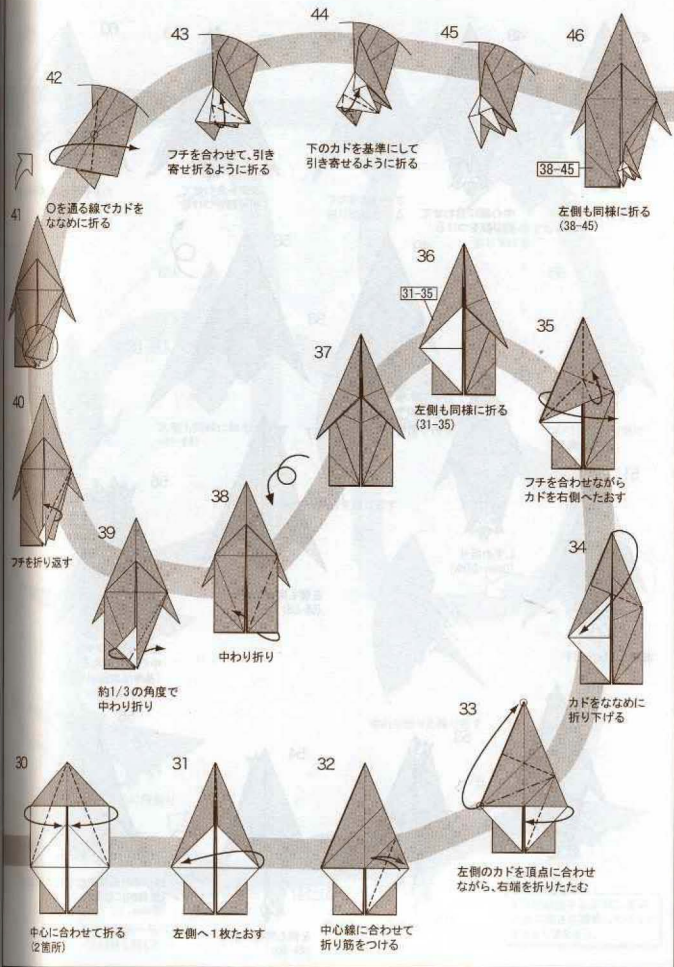 30
中心に合わせて折る
(2箇所)
31
左側へ1枚たおす
32
中心線に合わせて
折り筋をつける
33
左側のカドを頂点に合わせ
ながら、右端を折りたたむ
34
カドをななめに
折り下げる
35
フチを合わせながら
カドを右側へたおす
36
31-35
左側も同様に折る
(31-35)
37
38
中わり折り
39
約1/3の角度で
中わり折り
40
フチを折り返す
41
42
○を通る線でカドを
ななめに折る
43
フチを合わせて、引き
寄せ折るように折る
44
下のカドを基準にして
引き寄せるように折る
45
46
38-45
左側も同様に折る
(38-45)